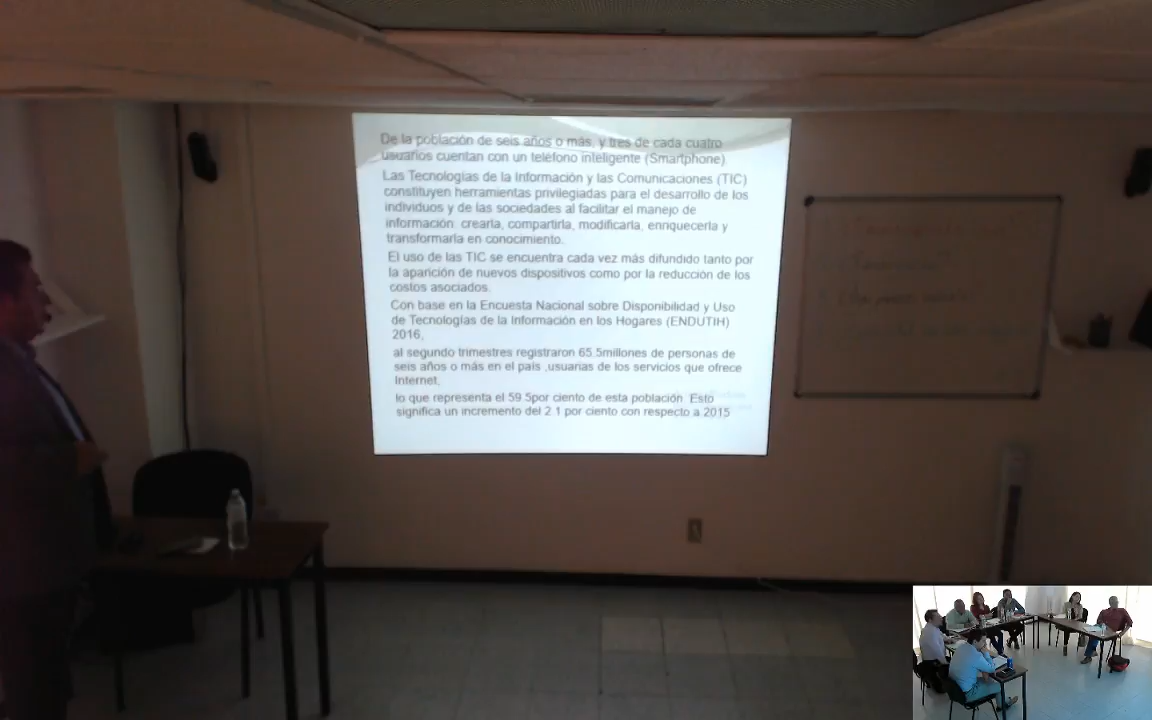 De la población de seis años o más, y tres de cada cuatro
usuarios cuentan con un teléfono inteligente (Smartphone)
Las Tecnologías de la Información y las Comunicaciones (TIC)
constituyen herramientas privilegiadas para el desarrollo de los
individuos y de las sociedades al facilitar el manejo de
información: crearla, compartirla, modificarla, enriquecerla y
transformarla en conocimiento.
El uso de las TIC se encuentra cada vez más difundido tanto por
la aparición de nuevos dispositivos como por la reducción de los
costos asociados.
Con base en la Encuesta Nacional sobre Disponibilidad y Uso
de Tecnologías de la Información en los Hogares (ENDUTIH)
2016,
al segundo trimestres registraron 65.5millones de personas de
seis años o más en el país ,usuarias de los servicios que ofrece
Internet,
lo que representa el 59.5por ciento de esta población. Esto
significa un incremento del 2.1 por ciento con respecto a 2015